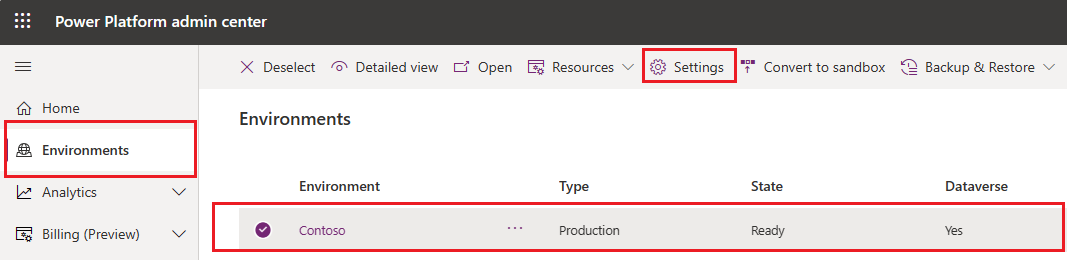 Power Platform admin center
Deselect Detailed view Open Resources Settings Convert to sandbox Backup & Restore
Home
Environments
Environments
Analytics
Billing (Preview)
Environment Type State Dataverse
Contoso ... Production Ready Yes